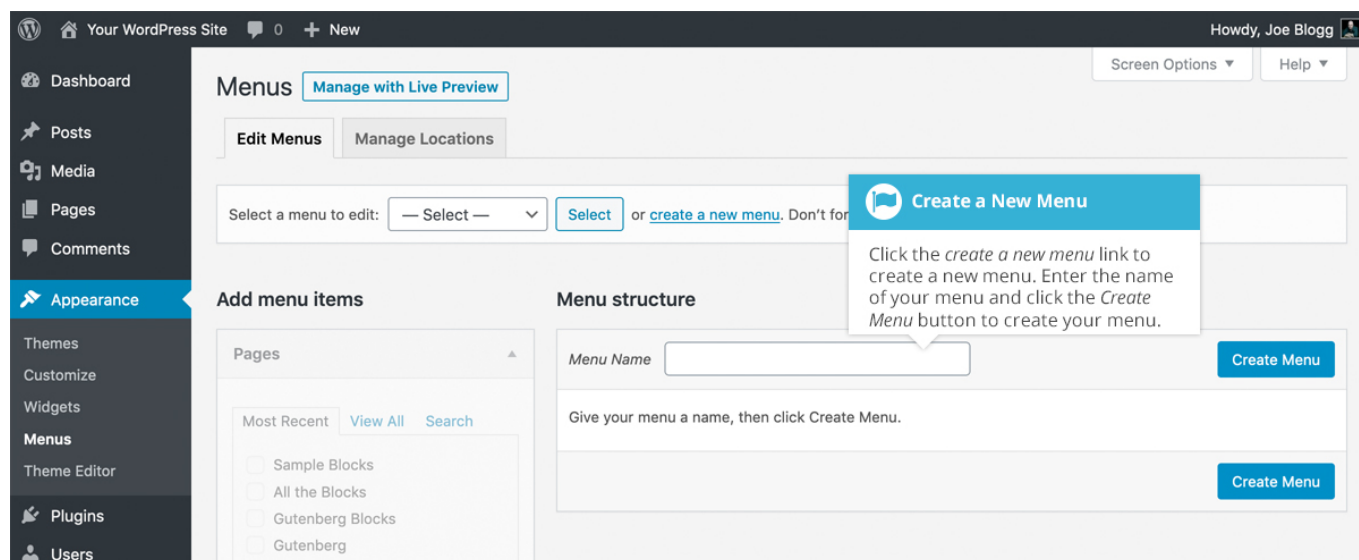 Your WordPress Site 0 + New Howdy, Joe Blogg
Dashboard
Posts
Media
Pages
Comments
Appearance
Themes
Customize
Widgets
Menus
Theme Editor
Plugins
Users
Screen Options Help
Menus Manage with Live Preview
Edit Menus Manage Locations
Select a menu to edit: — Select — Select or create a new menu. Don't for
Create a New Menu
Click the create a new menu link to
create a new menu. Enter the name
of your menu and click the Create
Menu button to create your menu.
Add menu items
Pages
Most Recent View All Search
Sample Blocks
All the Blocks
Gutenberg Blocks
Gutenberg
Menu structure
Menu Name Create Menu
Give your menu a name, then click Create Menu.
Create Menu